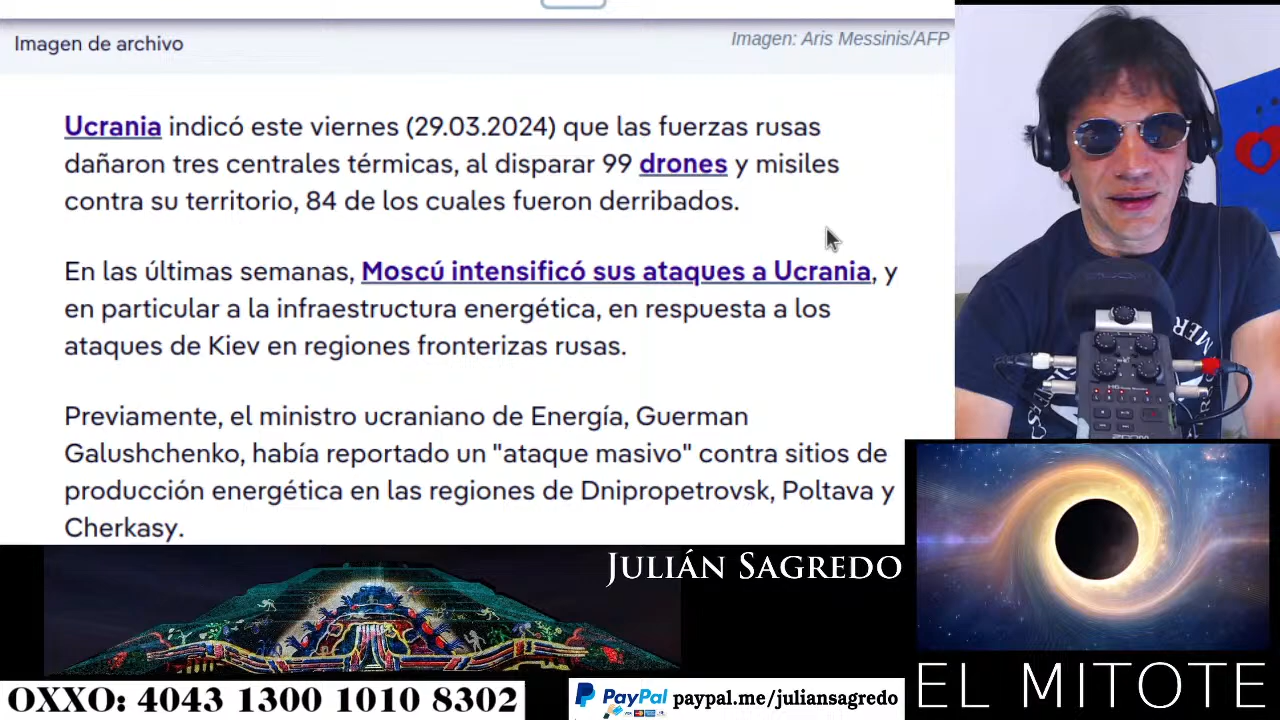 Imagen de archivo
Imagen: Aris Messinis/AFP
Ucrania indicó este viernes (29.03.2024) que las fuerzas rusas
dañaron tres centrales térmicas, al disparar 99 drones y misiles
contra su territorio, 84 de los cuales fueron derribados.
En las últimas semanas, Moscú intensificó sus ataques a Ucrania, y
en particular a la infraestructura energética, en respuesta a los
ataques de Kiev en regiones fronterizas rusas.
Previamente, el ministro ucraniano de Energía, Guerman
Galushchenko, había reportado un "ataque masivo" contra sitios de
producción energética en las regiones de Dnipropetrovsk, Poltava y
Cherkasy.
JULIÁN SAGREDO
OXXO: 4043 1300 1010 8302
PayPal paypal.me/juliansagredo
EL MITOTE
H6
zoom